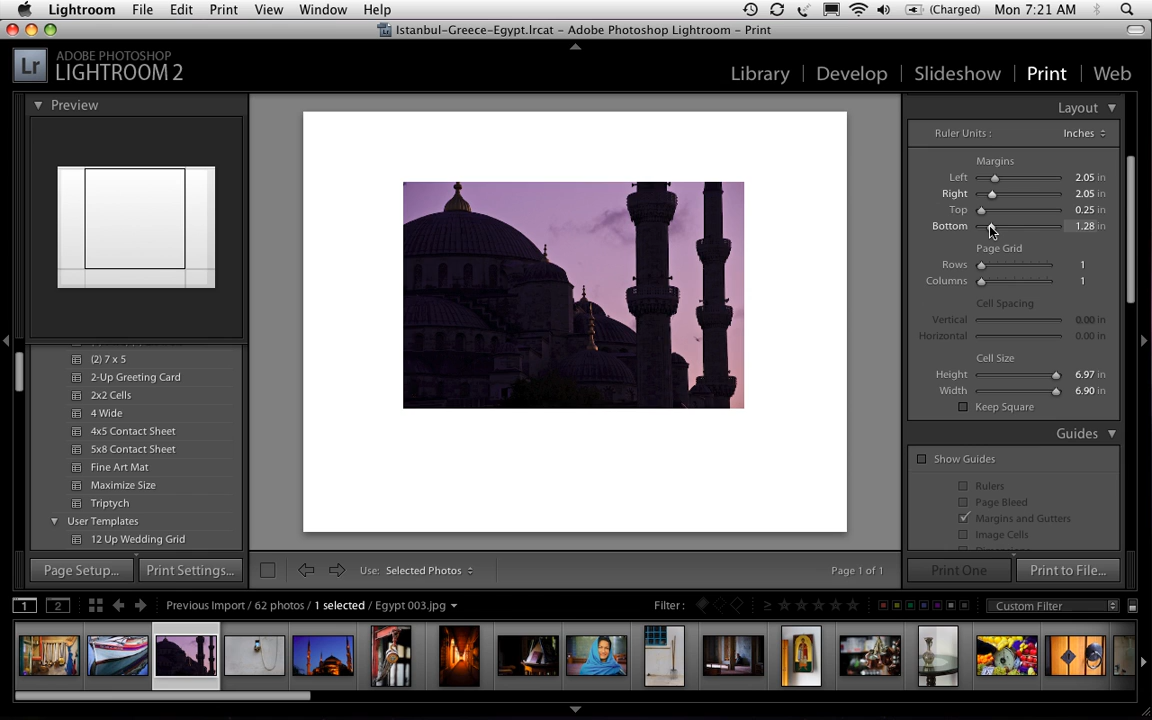 Lightroom File Edit Print View Window Help (Charged) Mon 7:21 AM
Istanbul-Greece-Egypt.lrcat – Adobe Photoshop Lightroom – Print
Lr ADOBE PHOTOSHOP
LIGHTROOM 2
Library | Develop | Slideshow | Print | Web
Preview
(2) 7 x 5
2-Up Greeting Card
2x2 Cells
4 Wide
4x5 Contact Sheet
5x8 Contact Sheet
Fine Art Mat
Maximize Size
Triptych
User Templates
12 Up Wedding Grid
Page Setup... Print Settings...
Layout
Ruler Units : Inches
Margins
Left 2.05 in
Right 2.05 in
Top 0.25 in
Bottom 1.28 in
Page Grid
Rows 1
Columns 1
Cell Spacing
Vertical 0.00 in
Horizontal 0.00 in
Cell Size
Height 6.97 in
Width 6.90 in
Keep Square
Guides
Show Guides
Rulers
Page Bleed
Margins and Gutters
Image Cells
Use: Selected Photos Page 1 of 1
Print One Print to File...
1 2 Previous Import / 62 photos / 1 selected / Egypt 003.jpg Filter : Custom Filter